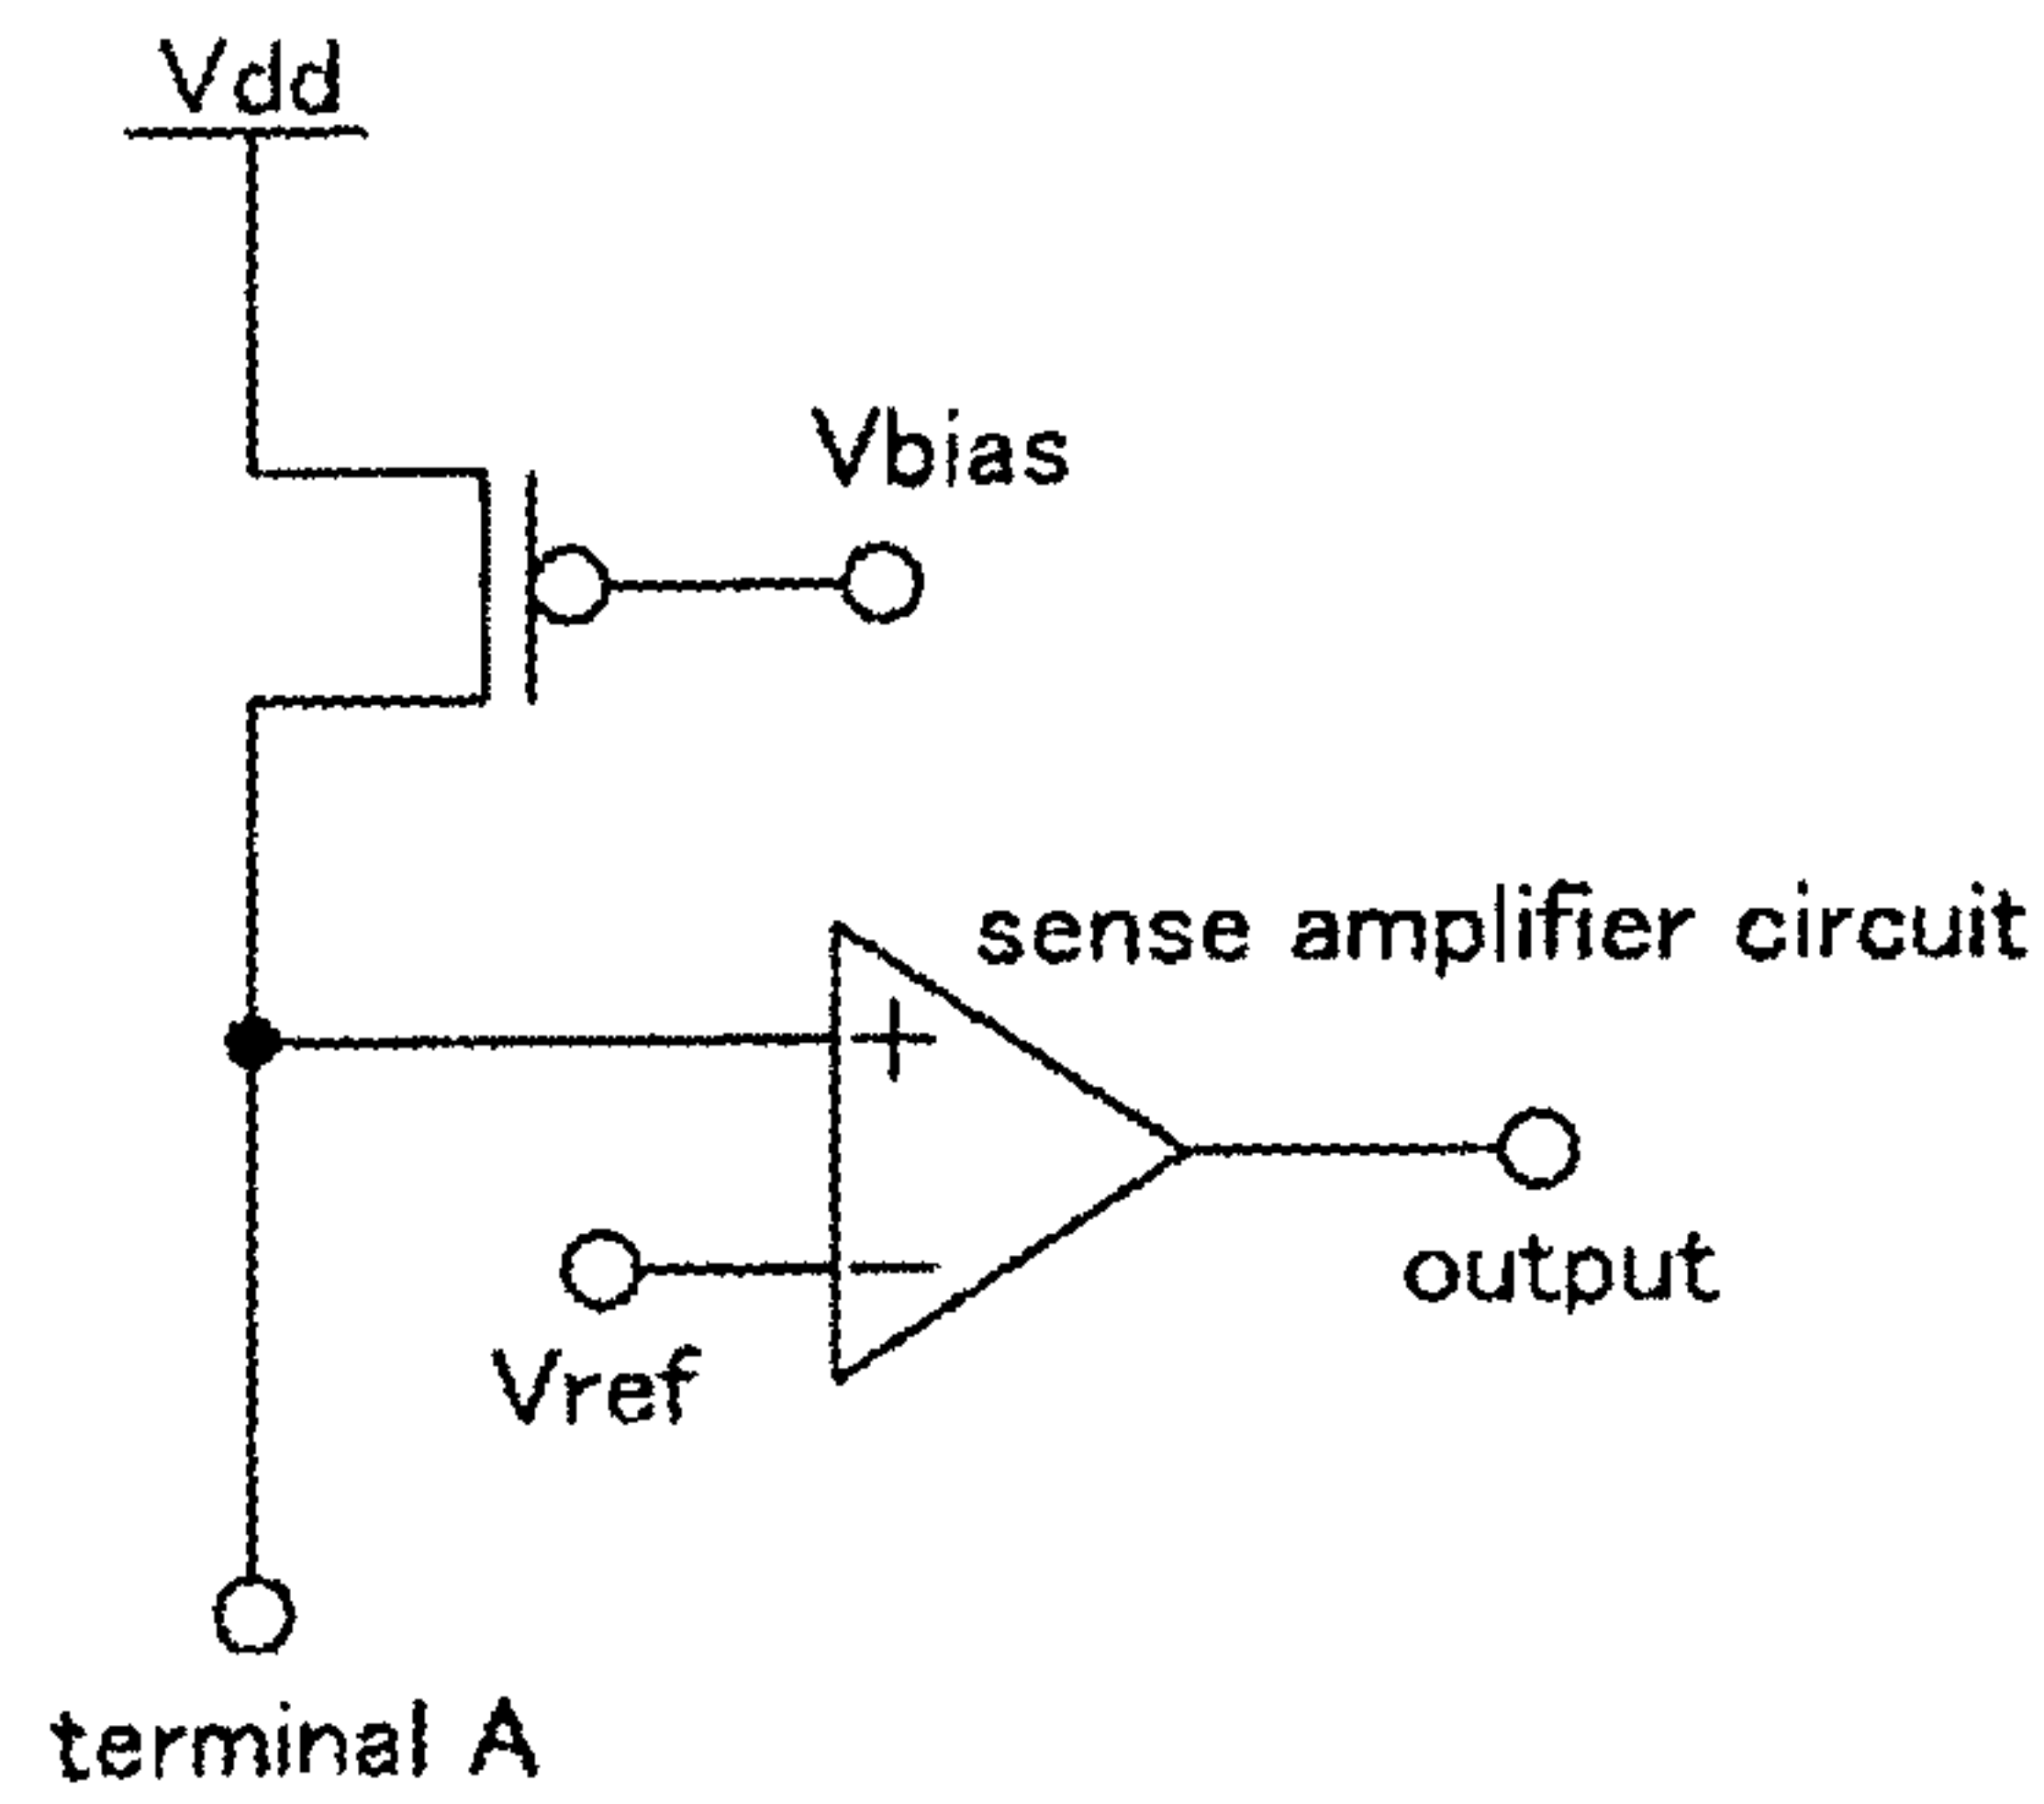 Vdd
Vbias
sense amplifier circuit
+
−
output
Vref
terminal A